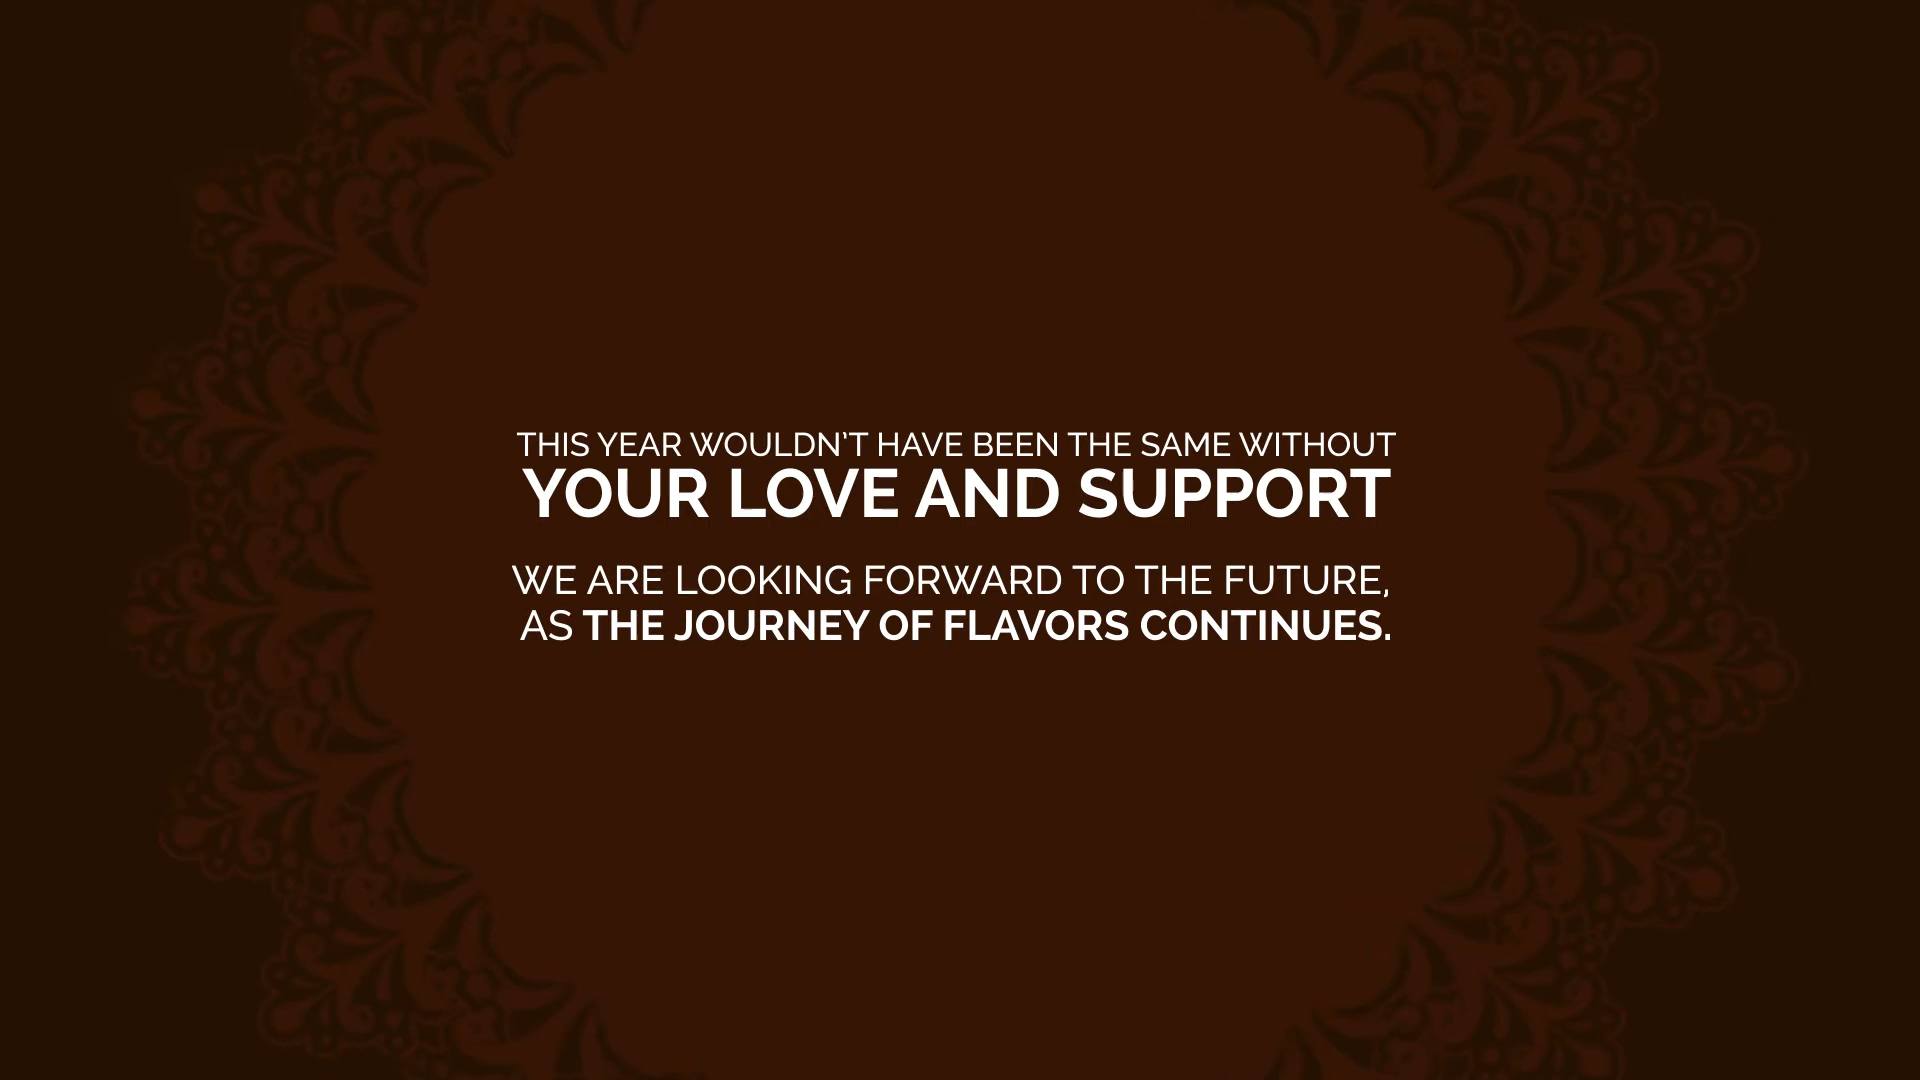 THIS YEAR WOULDN'T HAVE BEEN THE SAME WITHOUT
YOUR LOVE AND SUPPORT
WE ARE LOOKING FORWARD TO THE FUTURE,
AS THE JOURNEY OF FLAVORS CONTINUES.